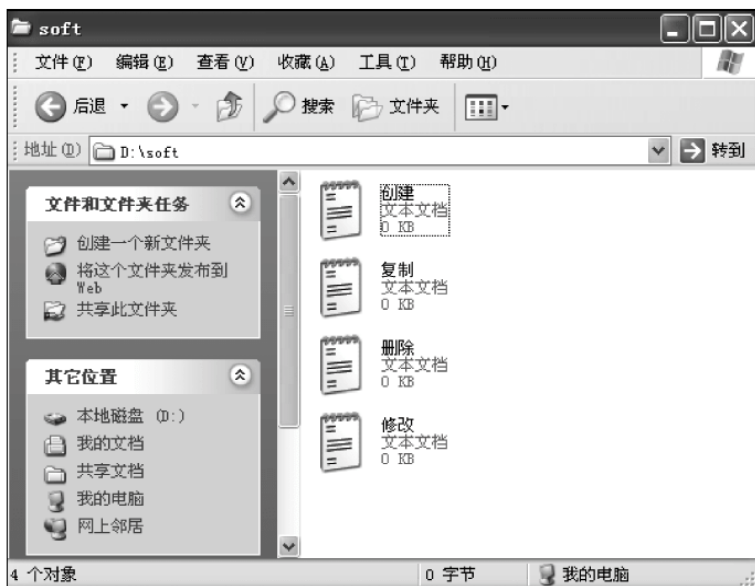 soft
文件(F) 编辑(E) 查看(V) 收藏(A) 工具(T) 帮助(H)
后退 搜索 文件夹
地址(D) D:\soft 转到
文件和文件夹任务
创建一个新文件夹
将这个文件夹发布到
Web
共享此文件夹
其它位置
本地磁盘 (D:)
我的文档
共享文档
我的电脑
网上邻居
创建
文本文档
0 KB
复制
文本文档
0 KB
删除
文本文档
0 KB
修改
文本文档
0 KB
4 个对象 0 字节 我的电脑